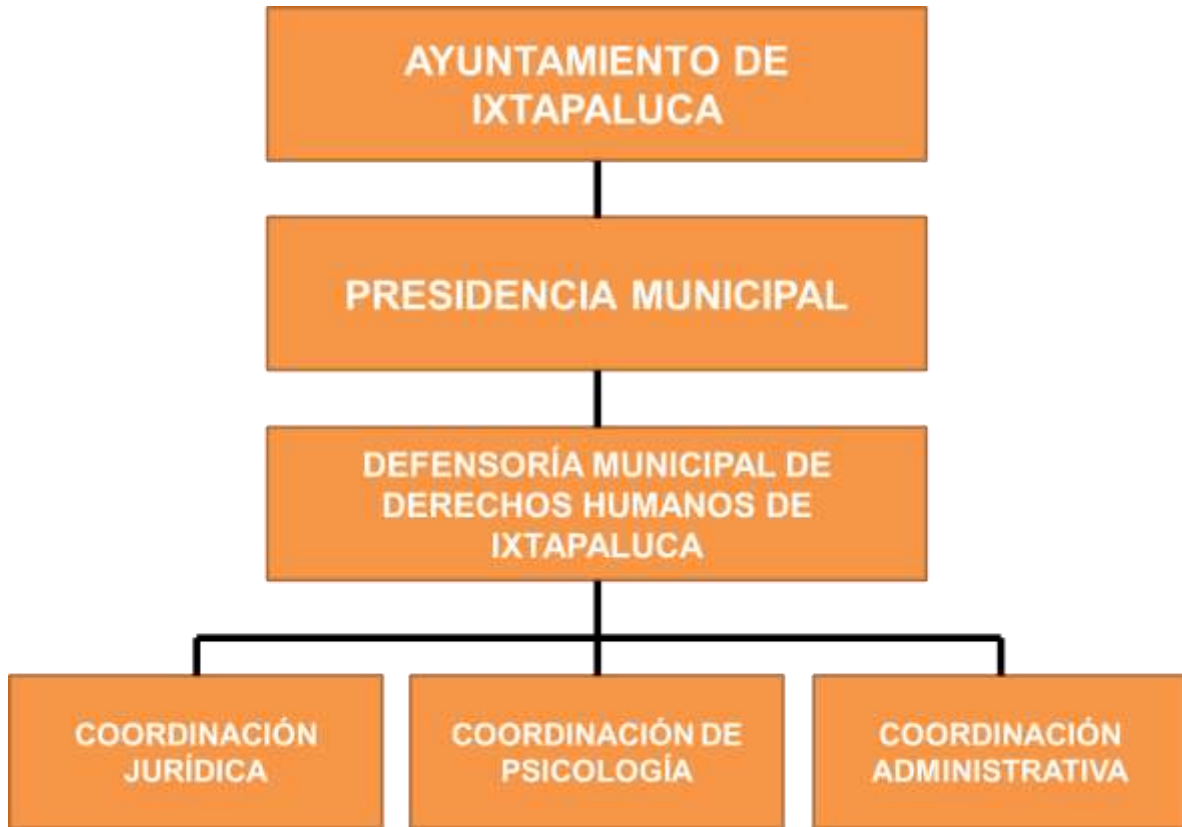 AYUNTAMIENTO DE
IXTAPALUCA
PRESIDENCIA MUNICIPAL
DEFENSORÍA MUNICIPAL DE
DERECHOS HUMANOS DE
IXTAPALUCA
COORDINACIÓN
JURÍDICA
COORDINACIÓN DE
PSICOLOGÍA
COORDINACIÓN
ADMINISTRATIVA